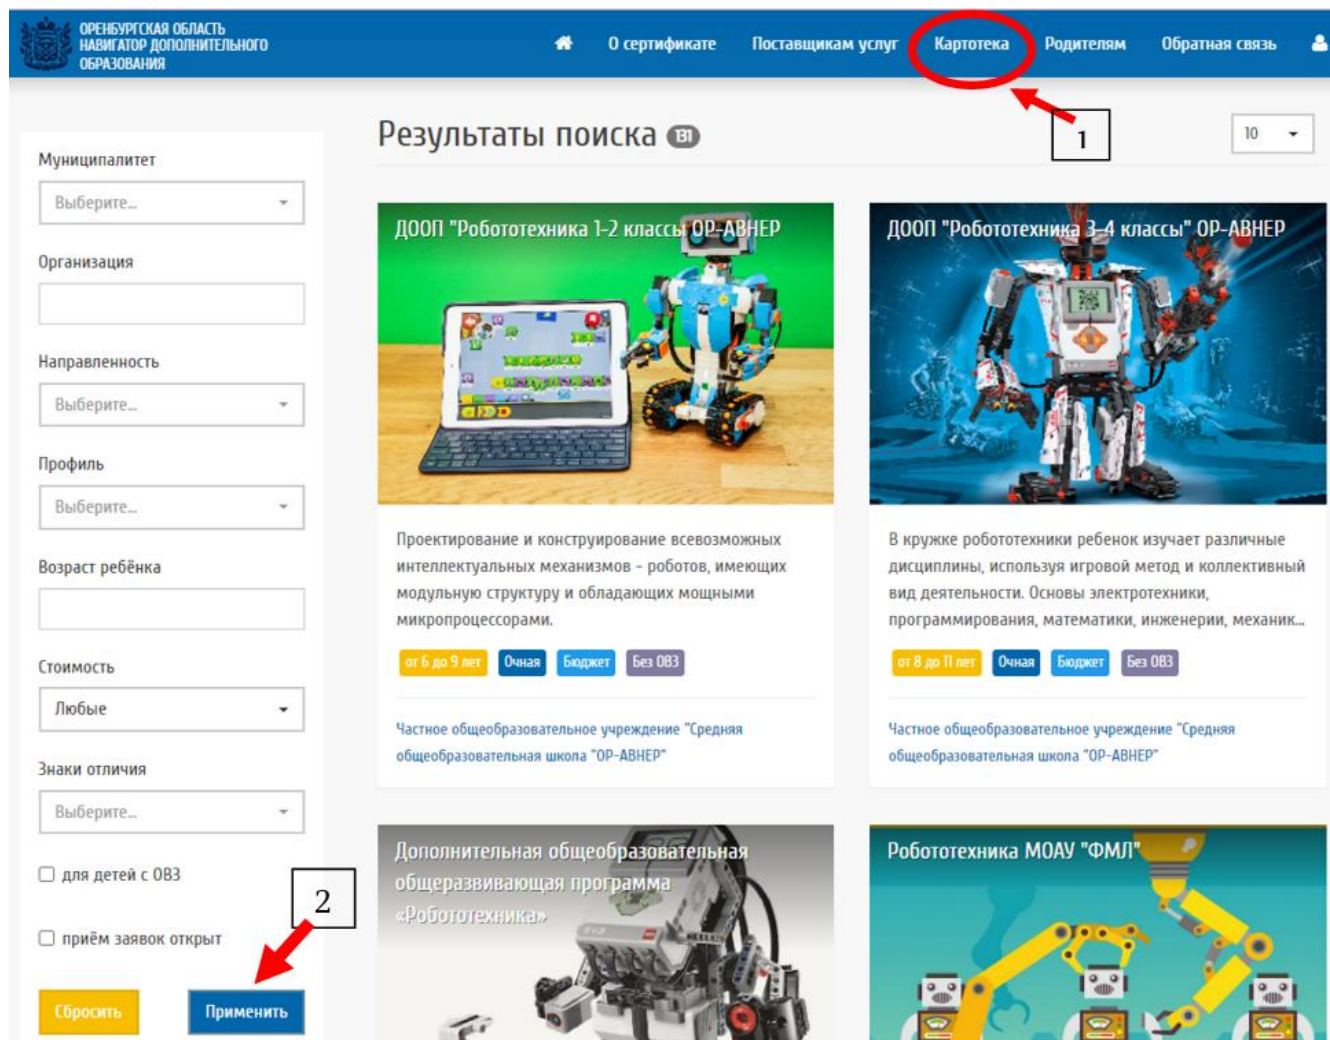 ОРЕНБУРГСКАЯ ОБЛАСТЬ
НАВИГАТОР ДОПОЛНИТЕЛЬНОГО
ОБРАЗОВАНИЯ
О сертификате Поставщикам услуг Картотека Родителям Обратная связь
1
Результаты поиска 131
10
Муниципалитет
Выберите...
Организация
Направленность
Выберите...
Профиль
Выберите...
Возраст ребёнка
Стоимость
Любые
Знаки отличия
Выберите...
для детей с ОВЗ
приём заявок открыт
2
Сбросить Применить
ДООП "Робототехника 1-2 классы ОР-АВНЕР
Проектирование и конструирование всевозможных
интеллектуальных механизмов - роботов, имеющих
модульную структуру и обладающих мощными
микропроцессорами.
от 6 до 9 лет Очная Бюджет Без ОВЗ
Частное общеобразовательное учреждение "Средняя
общеобразовательная школа "ОР-АВНЕР"
ДООП "Робототехника 3-4 классы" ОР-АВНЕР
В кружке робототехники ребенок изучает различные
дисциплины, используя игровой метод и коллективный
вид деятельности. Основы электротехники,
программирования, математики, инженерии, механик...
от 8 до 11 лет Очная Бюджет Без ОВЗ
Частное общеобразовательное учреждение "Средняя
общеобразовательная школа "ОР-АВНЕР"
Дополнительная общеобразовательная
общеразвивающая программа
«Робототехника»
EV3
Робототехника МОАУ "ФМЛ"